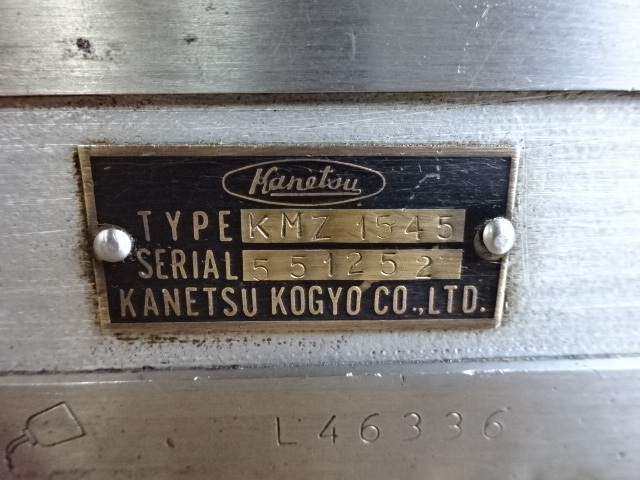 Kanetsu
TYPE KMZ 1545
SERIAL 551252
KANETSU KOGYO CO.,LTD.
L46336